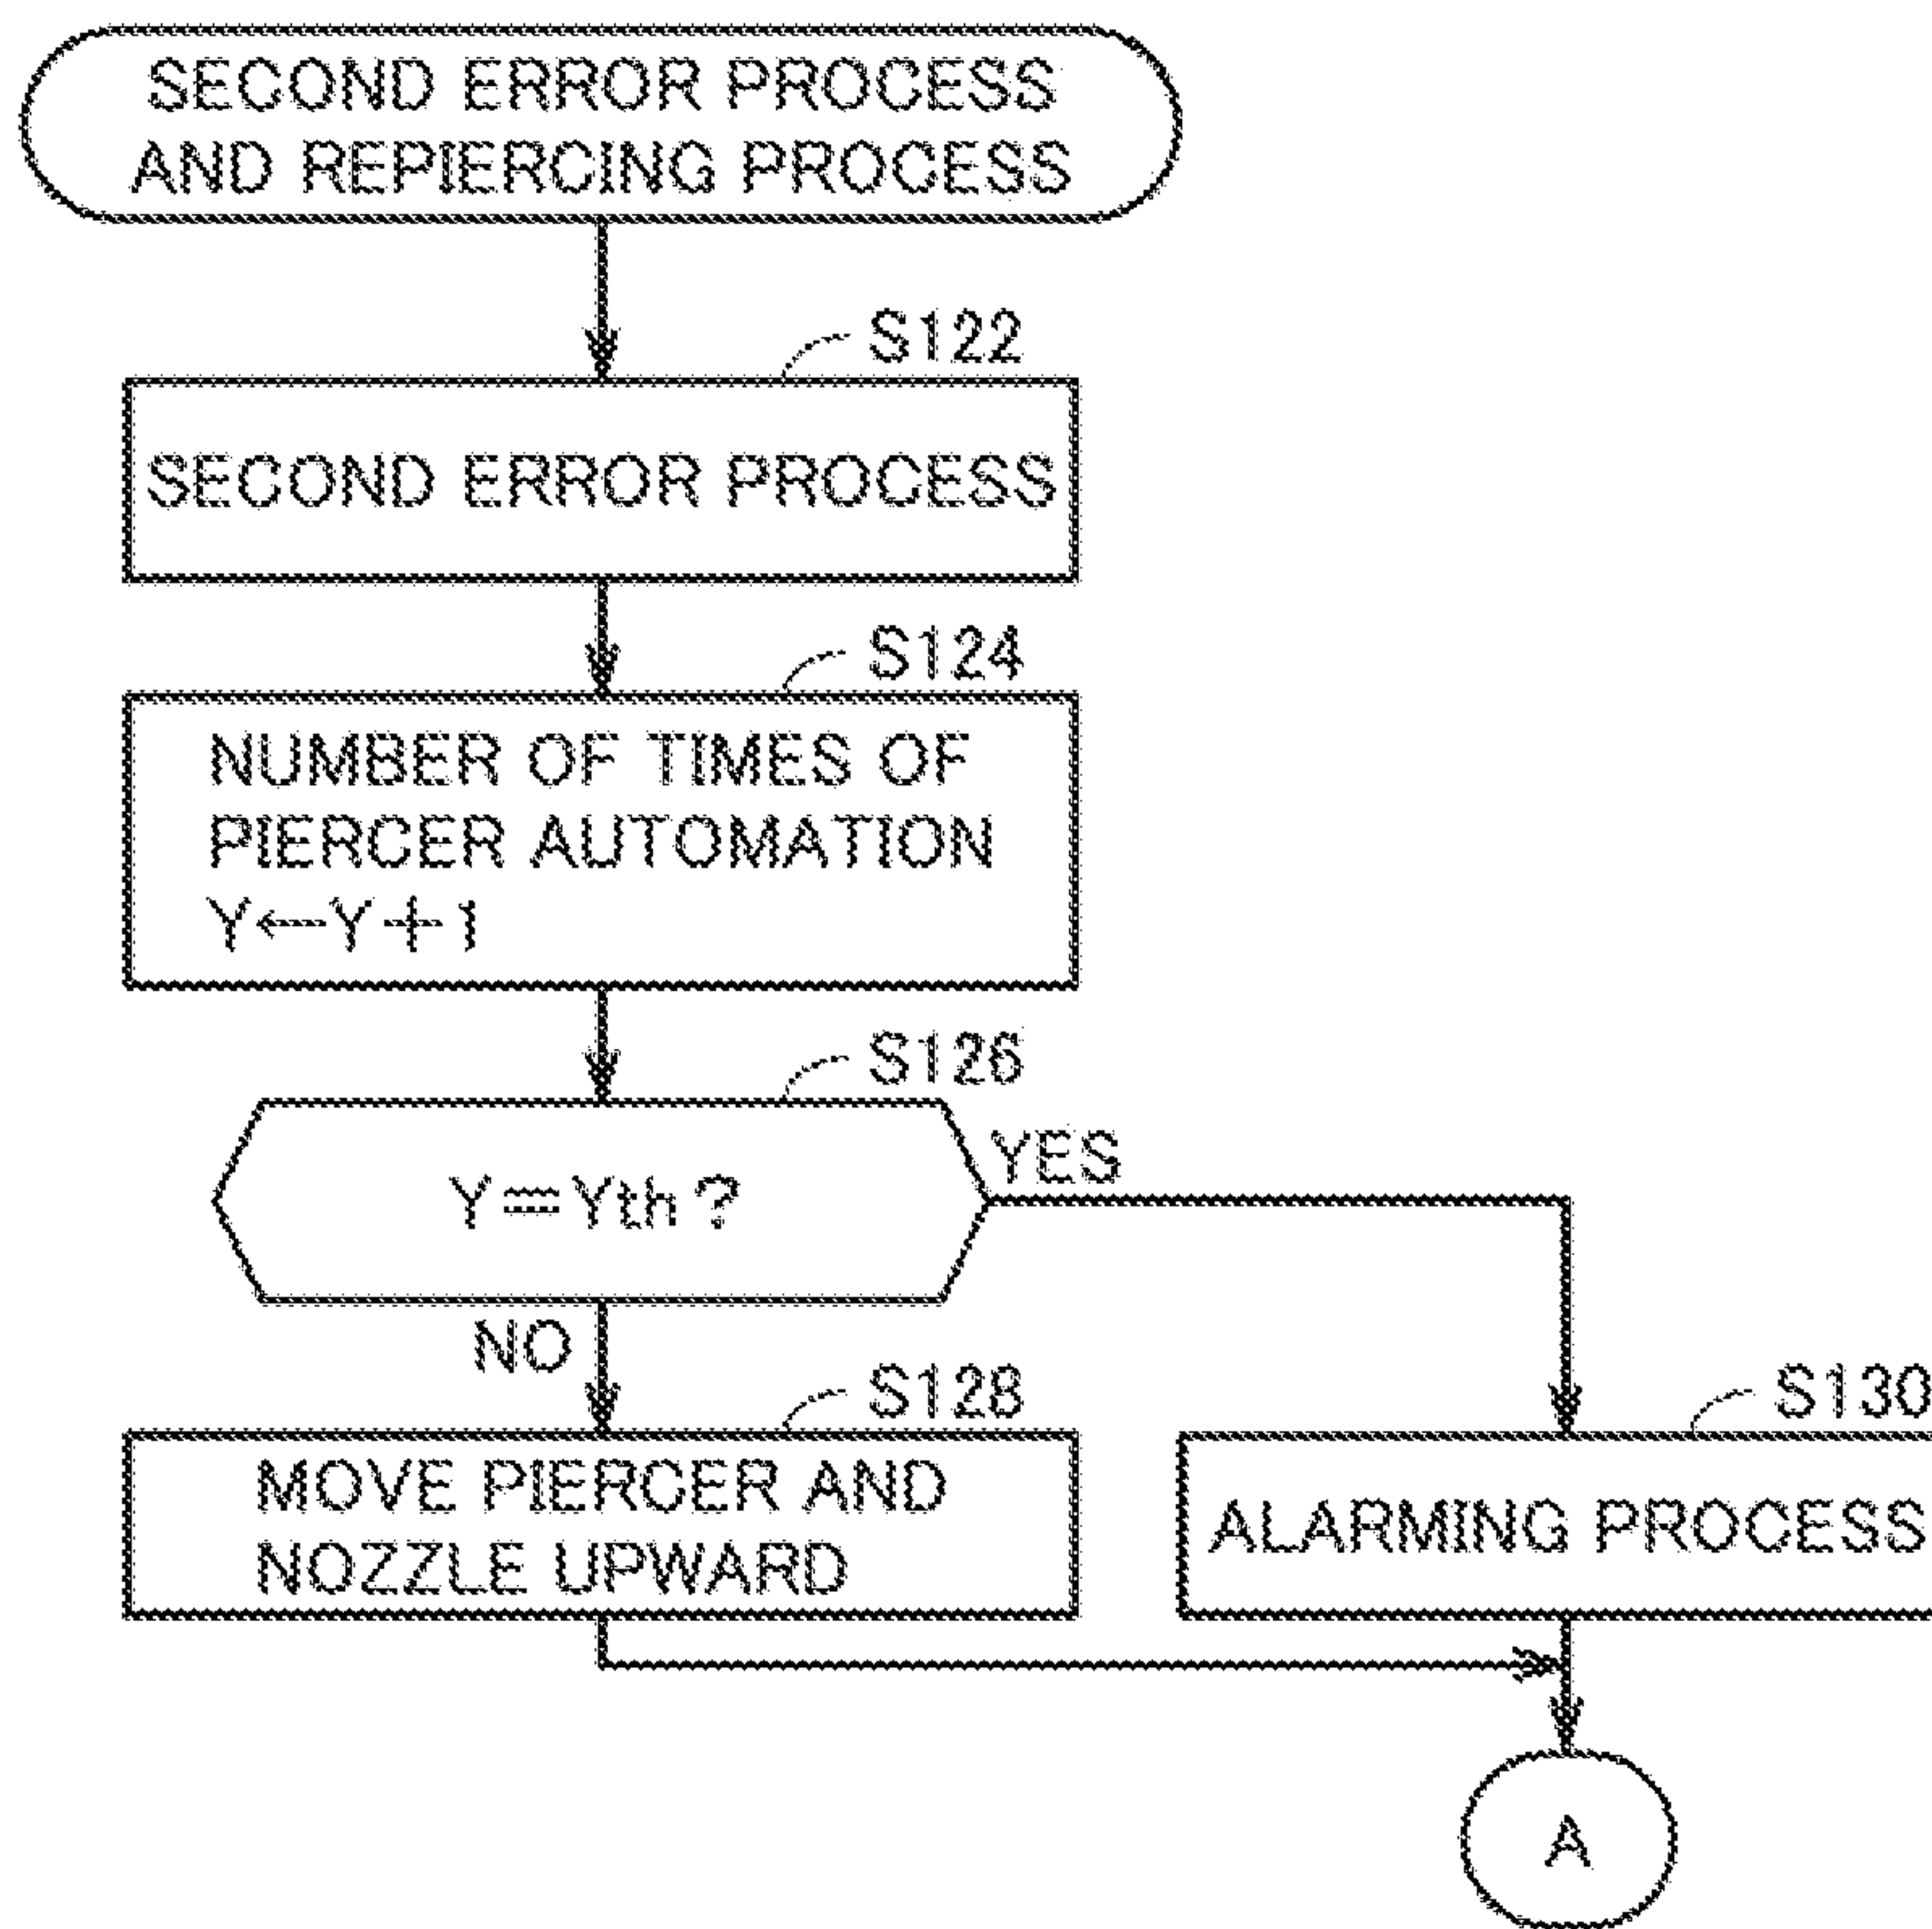 SECOND ERROR PROCESS
AND REPIERCING PROCESS
S122
SECOND ERROR PROCESS
S124
NUMBER OF TIMES OF
PIERCER AUTOMATION
Y←Y+1
S126
Y=Yth?
YES
NO
S128
MOVE PIERCER AND
NOZZLE UPWARD
S130
ALARMING PROCESS
A